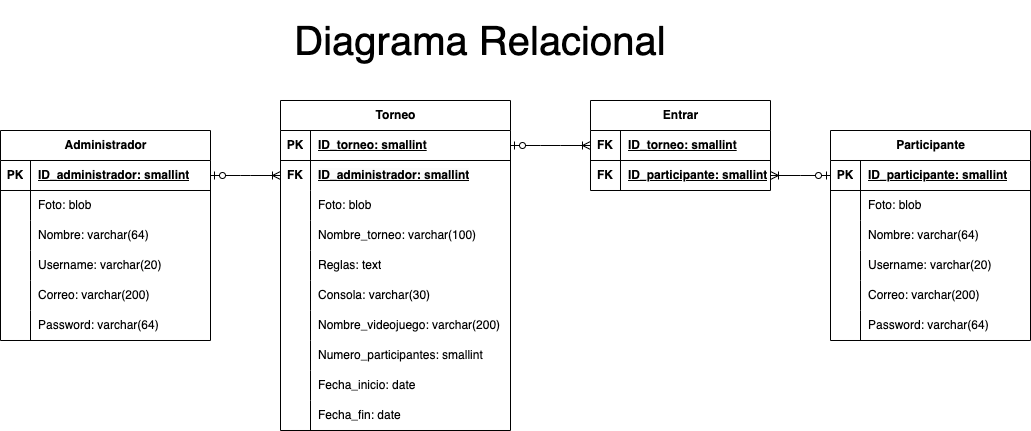 Diagrama Relacional
Administrador
PK ID_administrador: smallint
Foto: blob
Nombre: varchar(64)
Username: varchar(20)
Correo: varchar(200)
Password: varchar(64)
Torneo
PK ID_torneo: smallint
FK ID_administrador: smallint
Foto: blob
Nombre_torneo: varchar(100)
Reglas: text
Consola: varchar(30)
Nombre_videojuego: varchar(200)
Numero_participantes: smallint
Fecha_inicio: date
Fecha_fin: date
Entrar
FK ID_torneo: smallint
FK ID_participante: smallint
Participante
PK ID_participante: smallint
Foto: blob
Nombre: varchar(64)
Username: varchar(20)
Correo: varchar(200)
Password: varchar(64)